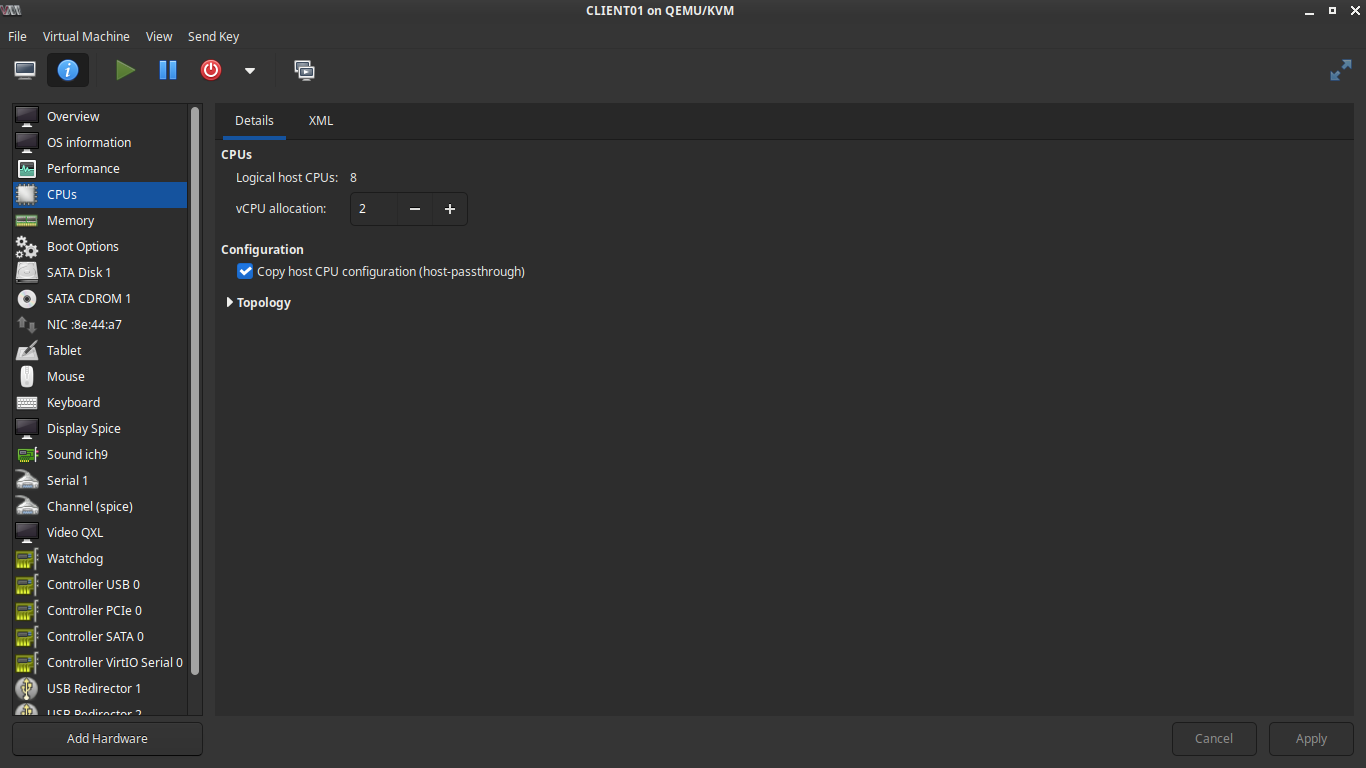 CLIENT01 on QEMU/KVM
File Virtual Machine View Send Key
Overview
OS information
Performance
CPUs
Memory
Boot Options
SATA Disk 1
SATA CDROM 1
NIC :8e:44:a7
Tablet
Mouse
Keyboard
Display Spice
Sound ich9
Serial 1
Channel (spice)
Video QXL
Watchdog
Controller USB 0
Controller PCIe 0
Controller SATA 0
Controller VirtIO Serial 0
USB Redirector 1
USB Redirector 2
Add Hardware
Details XML
CPUs
Logical host CPUs: 8
vCPU allocation: 2
Configuration
Copy host CPU configuration (host-passthrough)
Topology
Cancel Apply